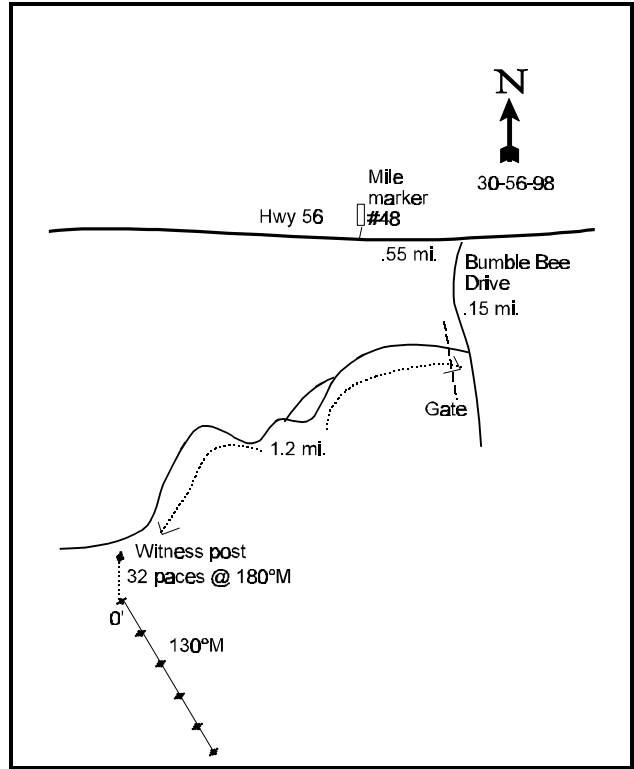 N
30-56-98
Mile
marker
#48
Hwy 56
.55 mi.
Bumble Bee
Drive
.15 mi.
Gate
1.2 mi.
Witness post
32 paces @ 180°M
0'
130°M